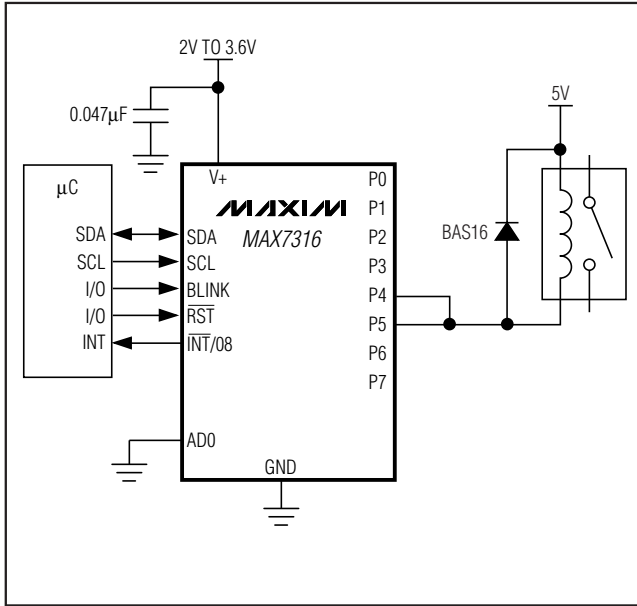 2V TO 3.6V
0.047μF
5V
μC
SDA
SCL
I/O
I/O
INT
V+
MAXIM
MAX7316
SDA
SCL
BLINK
RST
INT/08
AD0
GND
P0
P1
P2
P3
P4
P5
P6
P7
BAS16